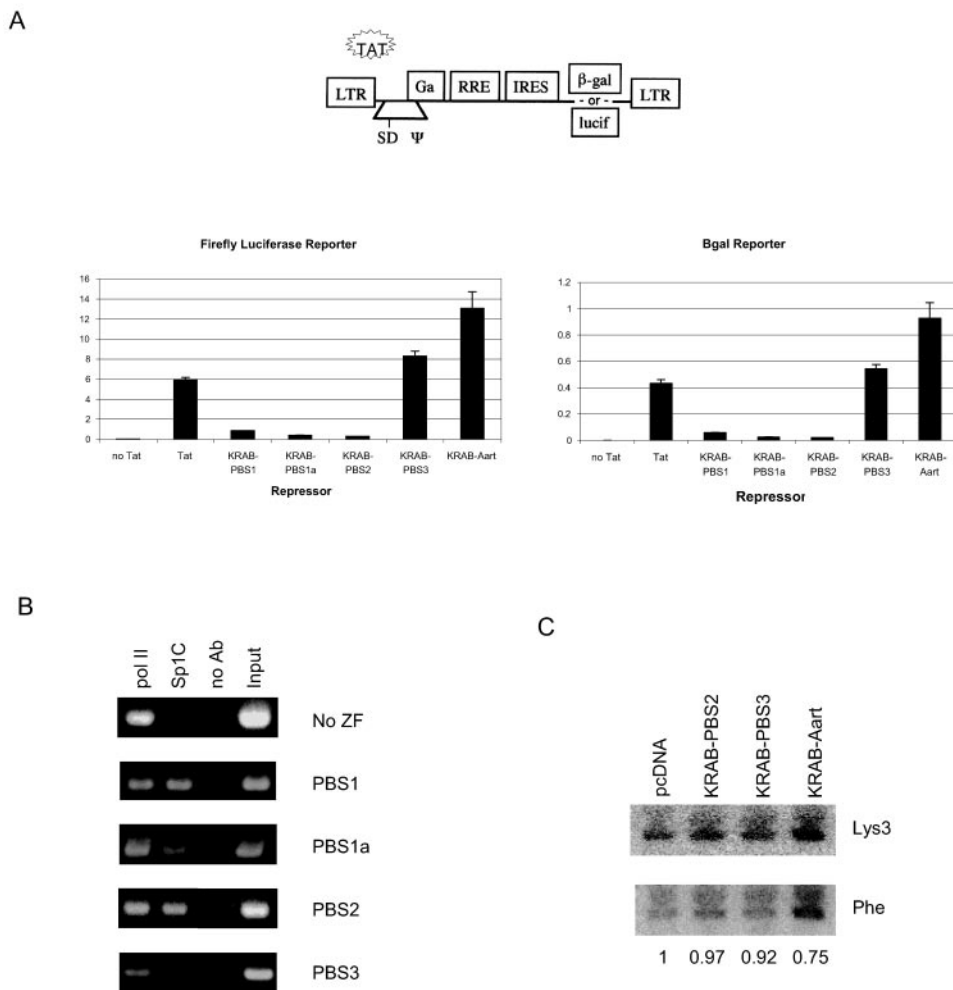 A
TAT
LTR
Ga
RRE
IRES
β-gal
- or -
lucif
LTR
SD
Ψ
Firefly Luciferase Reporter
16
14
12
10
8
6
4
2
0
no Tat
Tat
KRAB-
PBS1
KRAB-
PBS1a
KRAB-
PBS2
KRAB-
PBS3
KRAB-Aart
Repressor
Bgal Reporter
1.2
1
0.8
0.6
0.4
0.2
0
no Tat
Tat
KRAB-
PBS1
KRAB-
PBS1a
KRAB-
PBS2
KRAB-
PBS3
KRAB-
Aart
Repressor
B
pol II
Sp1C
no Ab
Input
No ZF
PBS1
PBS1a
PBS2
PBS3
C
pcDNA
KRAB-PBS2
KRAB-PBS3
KRAB-Aart
Lys3
Phe
1 0.97 0.92 0.75